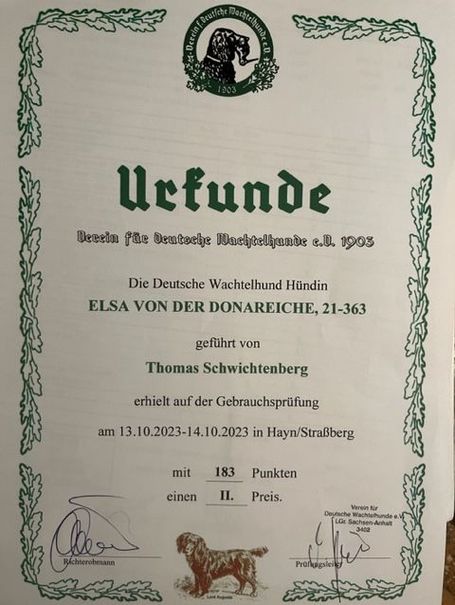 Verein f. deutsche Wachtelhunde e.V.
1903
Urkunde
Verein für deutsche Wachtelhunde e.V. 1903
Die Deutsche Wachtelhund Hündin
ELSA VON DER DONAREICHE, 21-363
geführt von
Thomas Schwichtenberg
erhielt auf der Gebrauchsprüfung
am 13.10.2023-14.10.2023 in Hayn/Straßberg
mit 183 Punkten
einen II. Preis.
Verein für
Deutsche Wachtelhunde e.V.
LGr. Sachsen-Anhalt
3402
Richterobmann
Prüfungsleiter